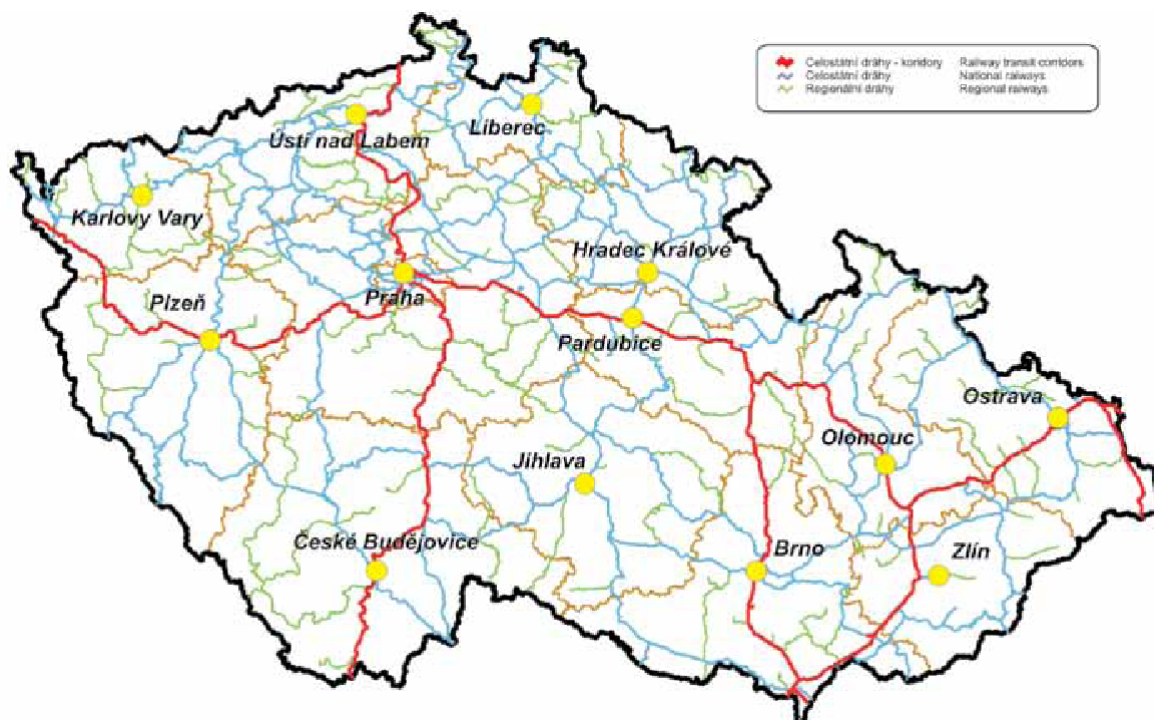 Celostátní dráhy - koridory Railway transit corridors
Celostátní dráhy National railways
Regionální dráhy Regional railways
Liberec
Ústí nad Labem
Karlovy Vary
Hradec Králové
Praha
Plzeň
Pardubice
Ostrava
Olomouc
Jihlava
České Budějovice
Brno
Zlín